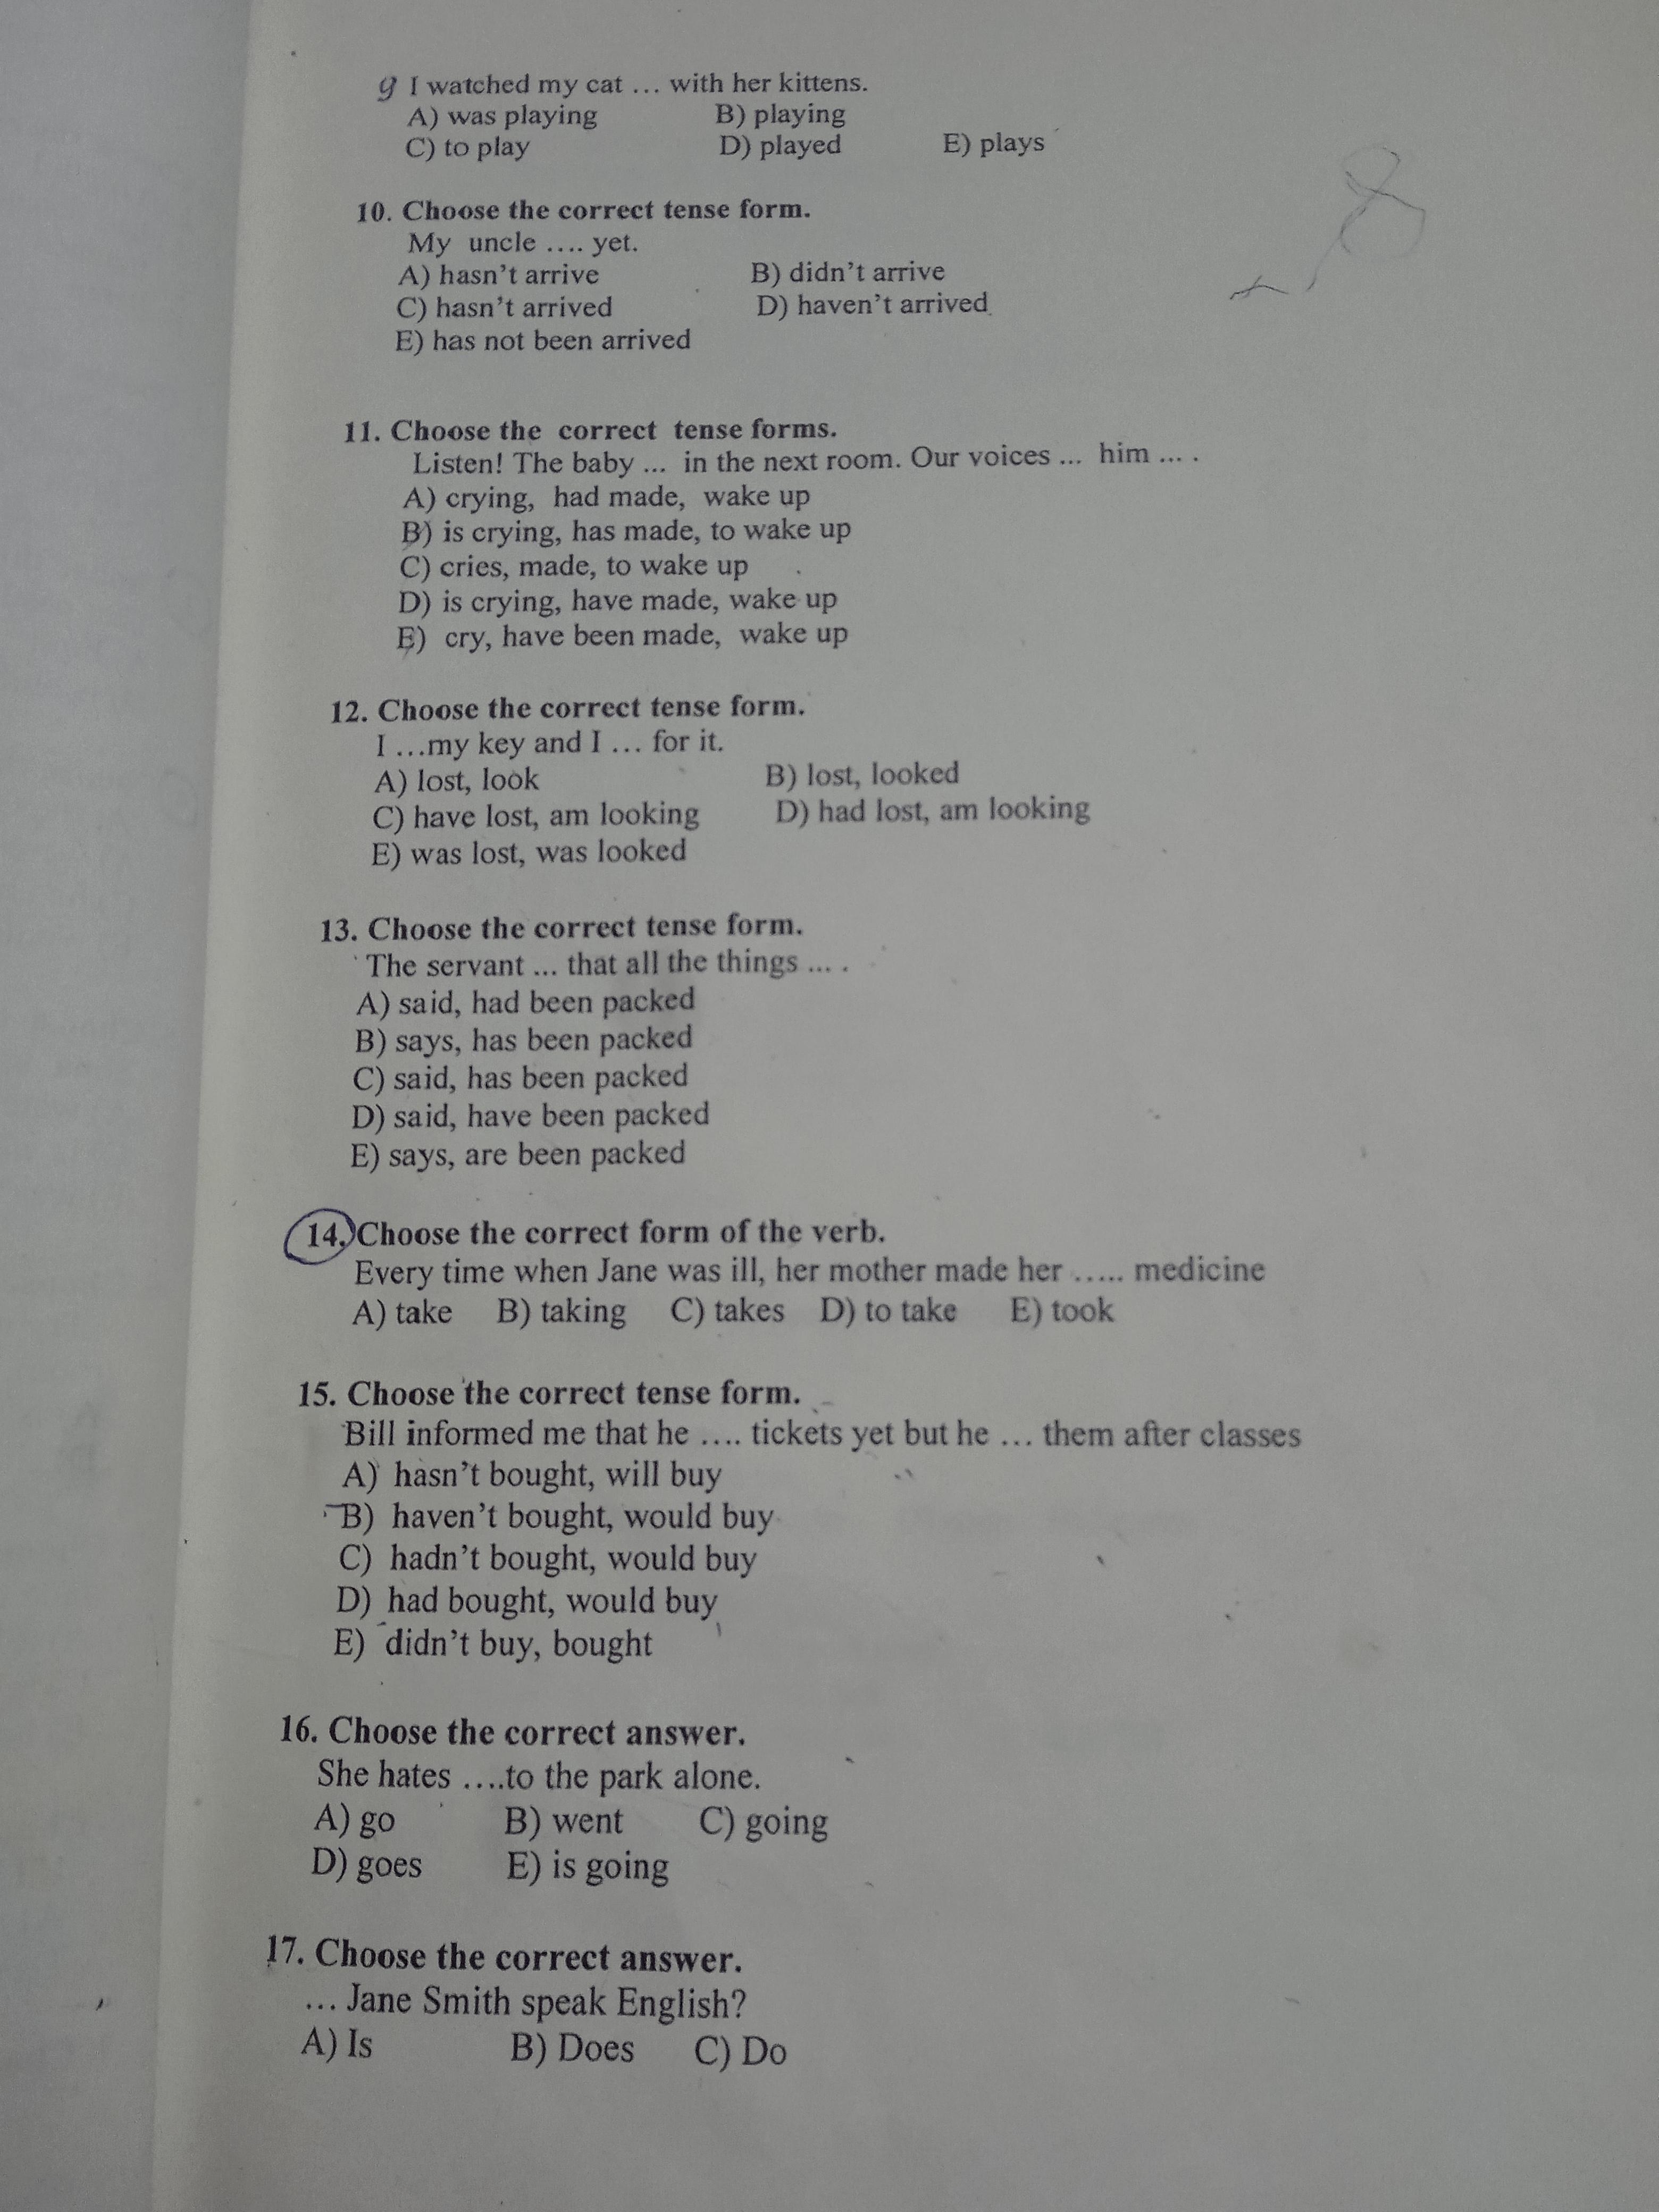 9 I watched my cat … with her kittens.
A) was playing B) playing
C) to play D) played E) plays
10. Choose the correct tense form.
My uncle …. yet.
A) hasn't arrive B) didn't arrive
C) hasn't arrived D) haven't arrived
E) has not been arrived
11. Choose the correct tense forms.
Listen! The baby ... in the next room. Our voices ... him ... .
A) crying, had made, wake up
B) is crying, has made, to wake up
C) cries, made, to wake up
D) is crying, have made, wake up
E) cry, have been made, wake up
12. Choose the correct tense form.
I …my key and I … for it.
A) lost, look B) lost, looked
C) have lost, am looking D) had lost, am looking
E) was lost, was looked
13. Choose the correct tense form.
The servant ... that all the things ... .
A) said, had been packed
B) says, has been packed
C) said, has been packed
D) said, have been packed
E) says, are been packed
14. Choose the correct form of the verb.
Every time when Jane was ill, her mother made her ….. medicine
A) take B) taking C) takes D) to take E) took
15. Choose the correct tense form.
Bill informed me that he …. tickets yet but he … them after classes
A) hasn't bought, will buy
B) haven't bought, would buy
C) hadn't bought, would buy
D) had bought, would buy
E) didn't buy, bought
16. Choose the correct answer.
She hates ….to the park alone.
A) go B) went C) going
D) goes E) is going
17. Choose the correct answer.
… Jane Smith speak English?
A) Is B) Does C) Do